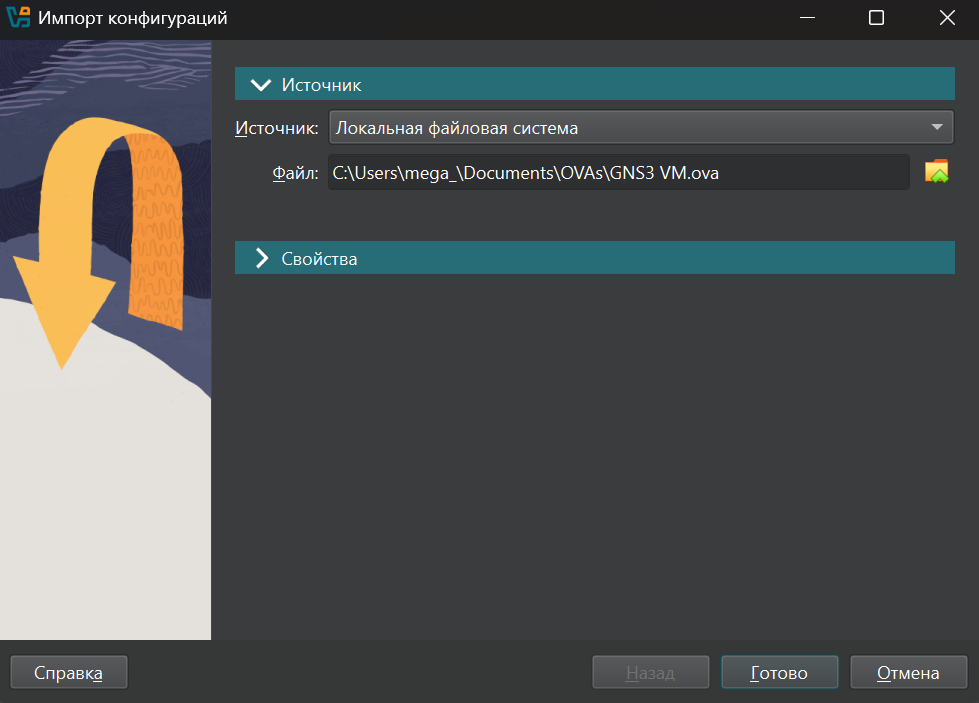 Импорт конфигураций
Источник
Источник: Локальная файловая система
Файл: C:\Users\mega_\Documents\OVAs\GNS3 VM.ova
Свойства
Справка Назад Готово Отмена